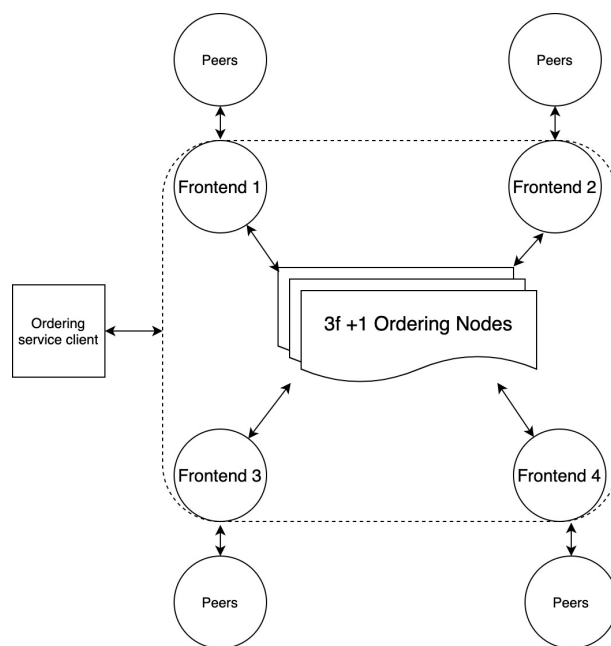 Peers
Peers
Frontend 1
Frontend 2
3f +1 Ordering Nodes
Ordering
service client
Frontend 3
Frontend 4
Peers
Peers